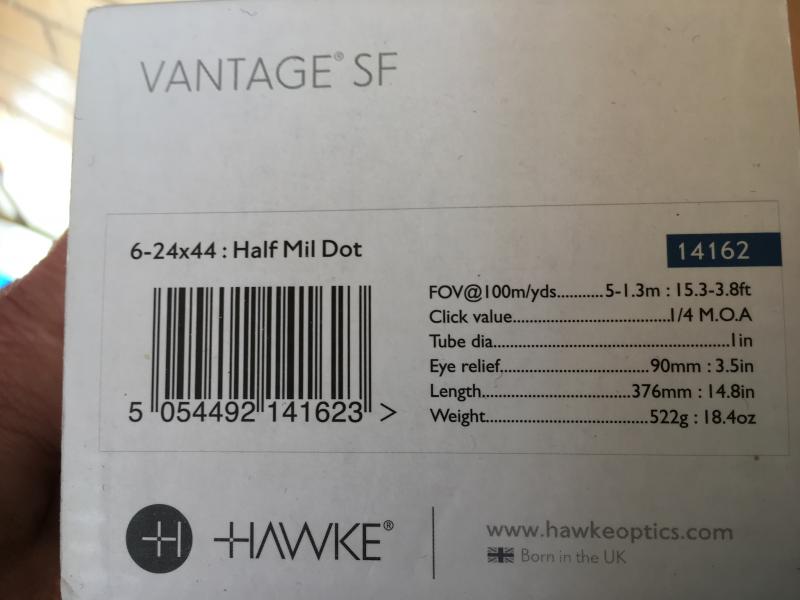 VANTAGE® SF
6-24x44 : Half Mil Dot
14162
FOV@100m/yds...........5-1.3m : 15.3-3.8ft
Click value.....................................1/4 M.O.A
Tube dia.......................................................1in
Eye relief..................................90mm : 3.5in
Length..................................376mm : 14.8in
Weight.....................................522g : 18.4oz
5 054492 141623 >
HAWKE®
www.hawkeoptics.com
Born in the UK